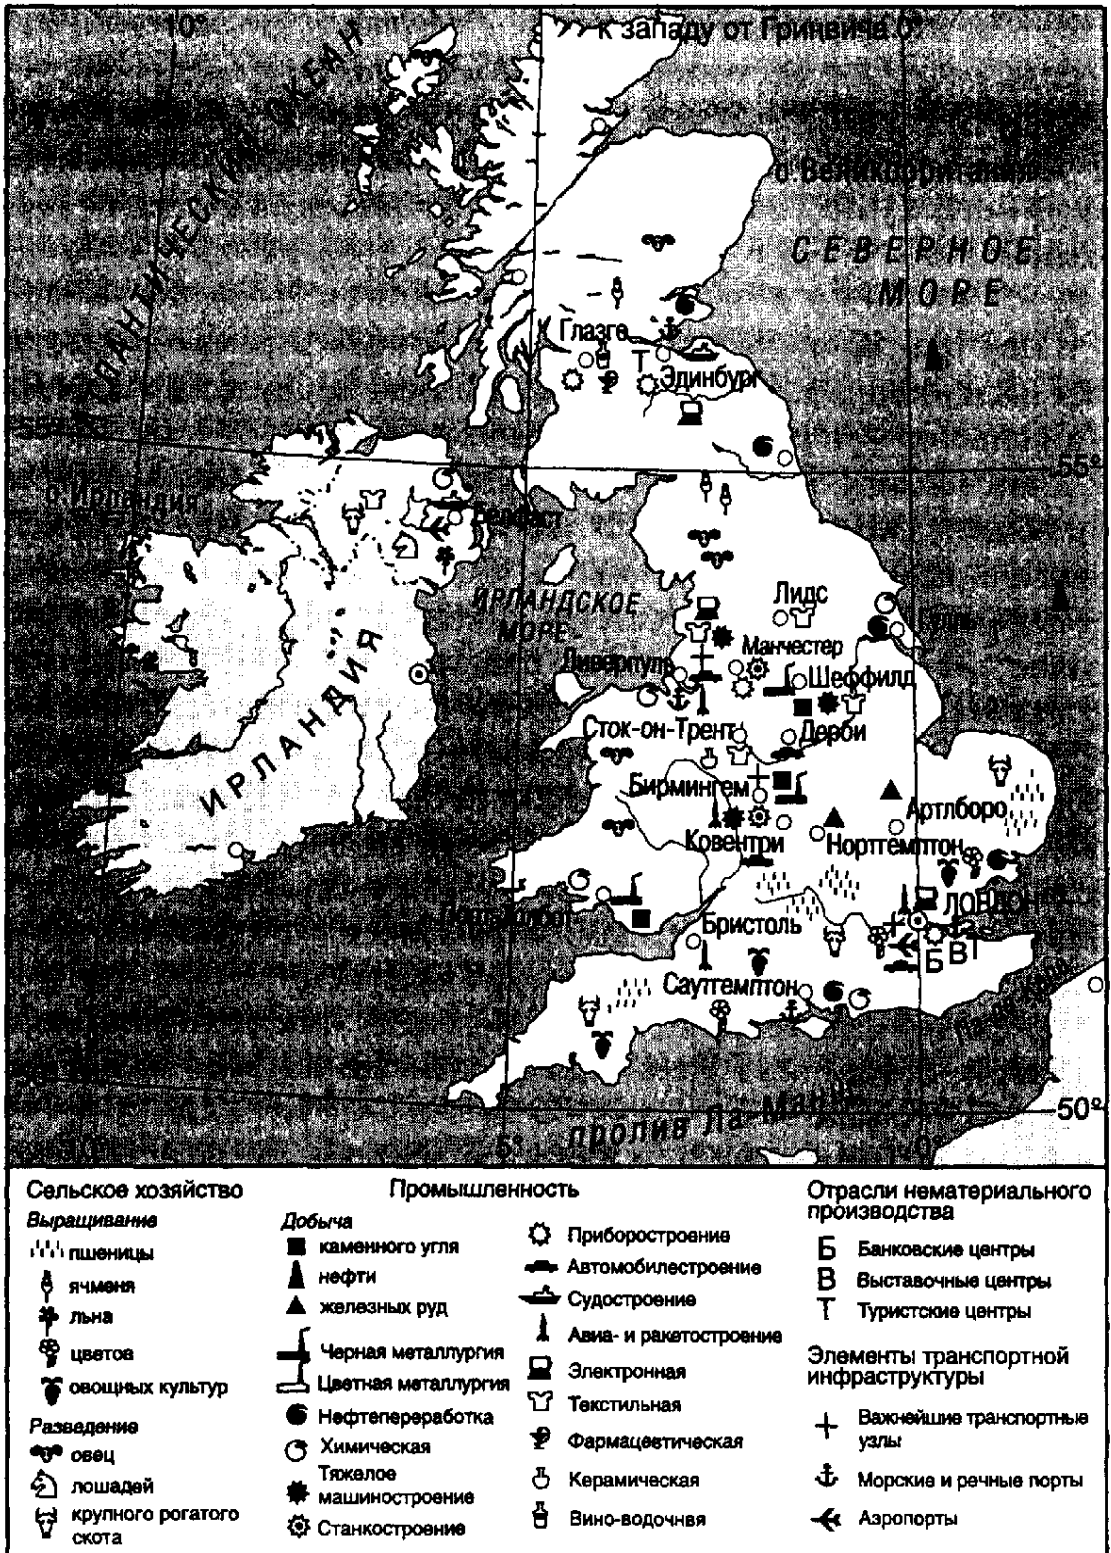 10°
к западу от Гринвича 0°
о. Великобритания
СЕВЕРНОЕ
МОРЕ
Глазго
Эдинбург
55°
о. Ирландия
Белфаст
ИРЛАНДСКОЕ
МОРЕ
Лидс
Гулль
Манчестер
Ливерпуль
Шеффилд
Сток-он-Трент
Дерби
ИРЛАНДИЯ
Бирмингем
Артлборо
Ковентри
Нортгемптон
ЛОНДОН
Бристоль
Б
В
Т
Саутгемптон
пролив Ла-Манш
50°
10°
5°
0°
Сельское хозяйство
Выращивание
пшеницы
ячменя
льна
цветов
овощных культур
Разведение
овец
лошадей
крупного рогатого
скота
Промышленность
Добыча
каменного угля
нефти
железных руд
Черная металлургия
Цветная металлургия
Нефтепереработка
Химическая
Тяжелое
машиностроение
Станкостроение
Приборостроение
Автомобилестроение
Судостроение
Авиа- и ракетостроение
Электронная
Текстильная
Фармацевтическая
Керамическая
Вино-водочная
Отрасли нематериального
производства
Б Банковские центры
В Выставочные центры
Т Туристские центры
Элементы транспортной
инфраструктуры
Важнейшие транспортные
узлы
Морские и речные порты
Аэропорты